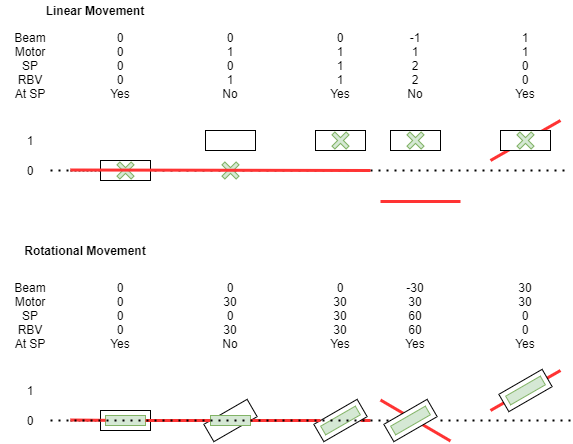 Linear Movement
Beam 0 0 0 -1 1
Motor 0 1 1 1 1
SP 0 0 1 2 0
RBV 0 1 1 2 0
At SP Yes No Yes No Yes
1
0
Rotational Movement
Beam 0 0 0 -30 30
Motor 0 30 30 30 30
SP 0 0 30 60 0
RBV 0 30 30 60 0
At SP Yes No Yes Yes Yes
1
0